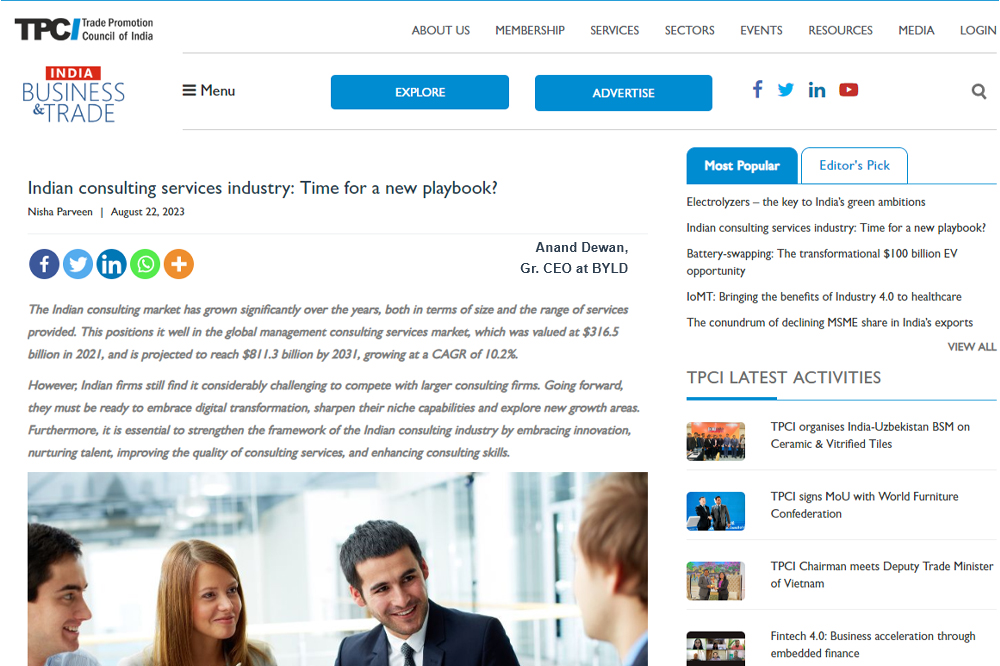 TPCI Trade Promotion
Council of India
ABOUT US MEMBERSHIP SERVICES SECTORS EVENTS RESOURCES MEDIA LOGIN
INDIA
BUSINESS
&TRADE
Menu
EXPLORE
ADVERTISE
Indian consulting services industry: Time for a new playbook?
Nisha Parveen | August 22, 2023
Anand Dewan,
Gr. CEO at BYLD
The Indian consulting market has grown significantly over the years, both in terms of size and the range of services
provided. This positions it well in the global management consulting services market, which was valued at $316.5
billion in 2021, and is projected to reach $811.3 billion by 2031, growing at a CAGR of 10.2%.
However, Indian firms still find it considerably challenging to compete with larger consulting firms. Going forward,
they must be ready to embrace digital transformation, sharpen their niche capabilities and explore new growth areas.
Furthermore, it is essential to strengthen the framework of the Indian consulting industry by embracing innovation,
nurturing talent, improving the quality of consulting services, and enhancing consulting skills.
Most Popular
Editor's Pick
Electrolyzers – the key to India's green ambitions
Indian consulting services industry: Time for a new playbook?
Battery-swapping: The transformational $100 billion EV
opportunity
IoMT: Bringing the benefits of Industry 4.0 to healthcare
The conundrum of declining MSME share in India's exports
VIEW ALL
TPCI LATEST ACTIVITIES
TPCI organises India-Uzbekistan BSM on
Ceramic & Vitrified Tiles
TPCI signs MoU with World Furniture
Confederation
TPCI Chairman meets Deputy Trade Minister
of Vietnam
Fintech 4.0: Business acceleration through
embedded finance